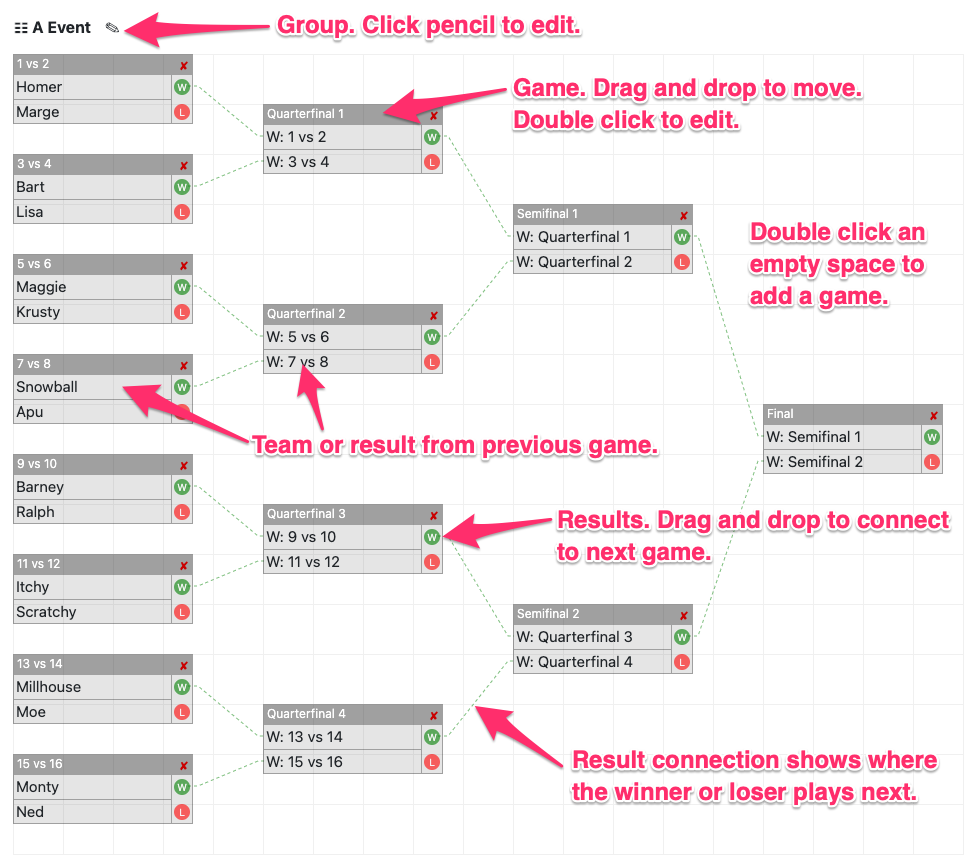 A Event
Group. Click pencil to edit.
1 vs 2
Homer
W
Marge
L
Quarterfinal 1
W: 1 vs 2
W
W: 3 vs 4
L
Game. Drag and drop to move.
Double click to edit.
3 vs 4
Bart
W
Lisa
L
Semifinal 1
W: Quarterfinal 1
W
W: Quarterfinal 2
L
Double click an
empty space to
add a game.
5 vs 6
Maggie
W
Krusty
L
Quarterfinal 2
W: 5 vs 6
W
W: 7 vs 8
L
7 vs 8
Snowball
W
Apu
L
Team or result from previous game.
Final
W: Semifinal 1
W
W: Semifinal 2
L
9 vs 10
Barney
W
Ralph
L
Quarterfinal 3
W: 9 vs 10
W
W: 11 vs 12
L
Results. Drag and drop to connect
to next game.
11 vs 12
Itchy
W
Scratchy
L
Semifinal 2
W: Quarterfinal 3
W
W: Quarterfinal 4
L
13 vs 14
Millhouse
W
Moe
L
Quarterfinal 4
W: 13 vs 14
W
W: 15 vs 16
L
Result connection shows where
the winner or loser plays next.
15 vs 16
Monty
W
Ned
L